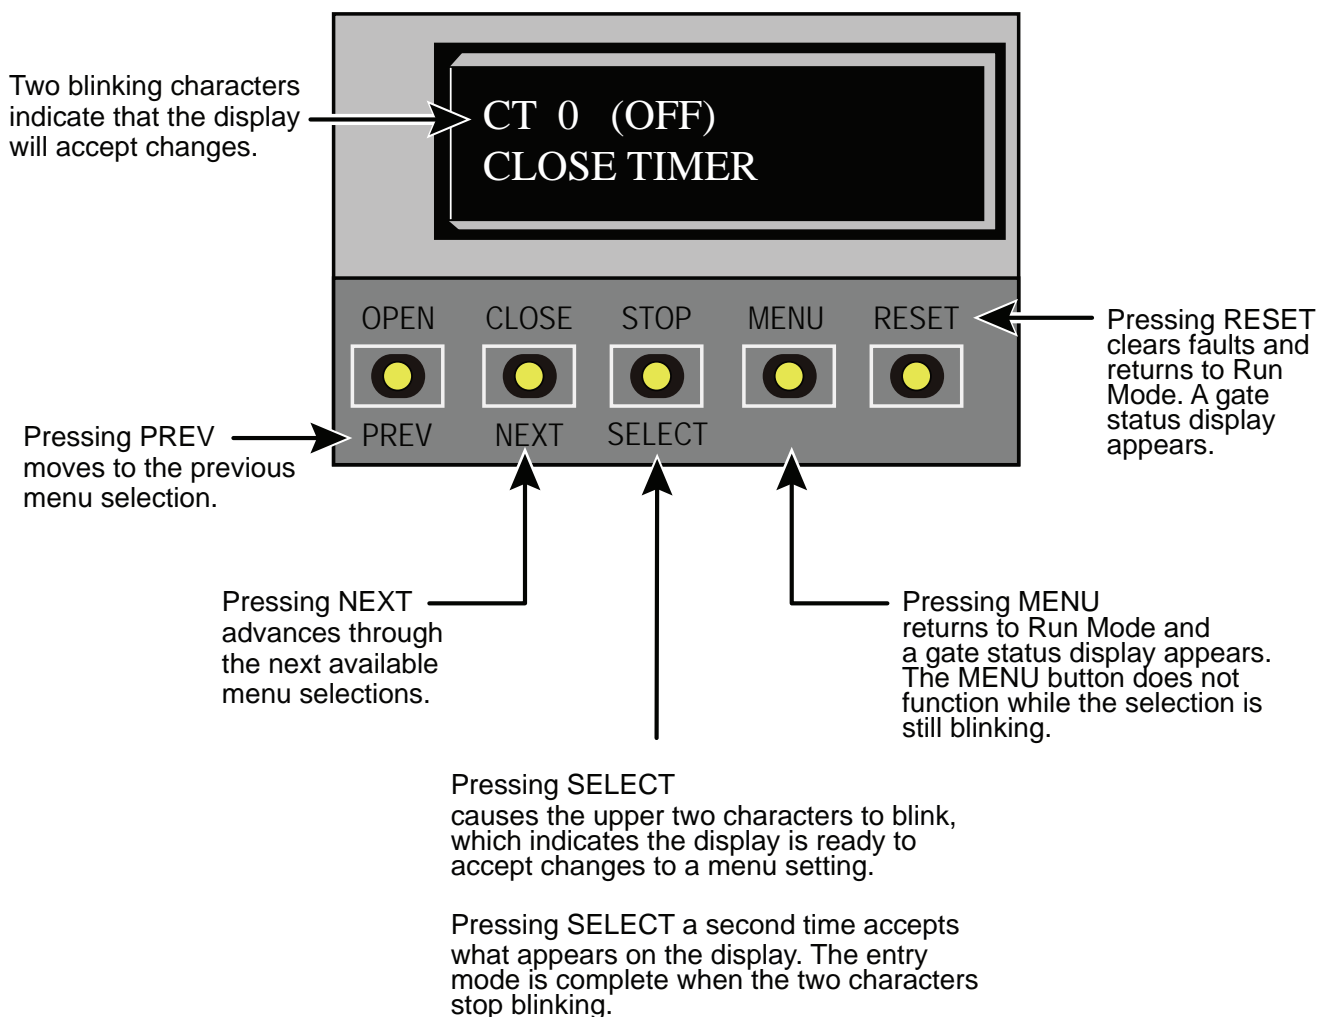 Two blinking characters
indicate that the display
will accept changes.
CT 0 (OFF)
CLOSE TIMER
OPEN CLOSE STOP MENU RESET
PREV NEXT SELECT
Pressing RESET
clears faults and
returns to Run
Mode. A gate
status display
appears.
Pressing PREV
moves to the previous
menu selection.
Pressing NEXT
advances through
the next available
menu selections.
Pressing MENU
returns to Run Mode and
a gate status display appears.
The MENU button does not
function while the selection is
still blinking.
Pressing SELECT
causes the upper two characters to blink,
which indicates the display is ready to
accept changes to a menu setting.
Pressing SELECT a second time accepts
what appears on the display. The entry
mode is complete when the two characters
stop blinking.